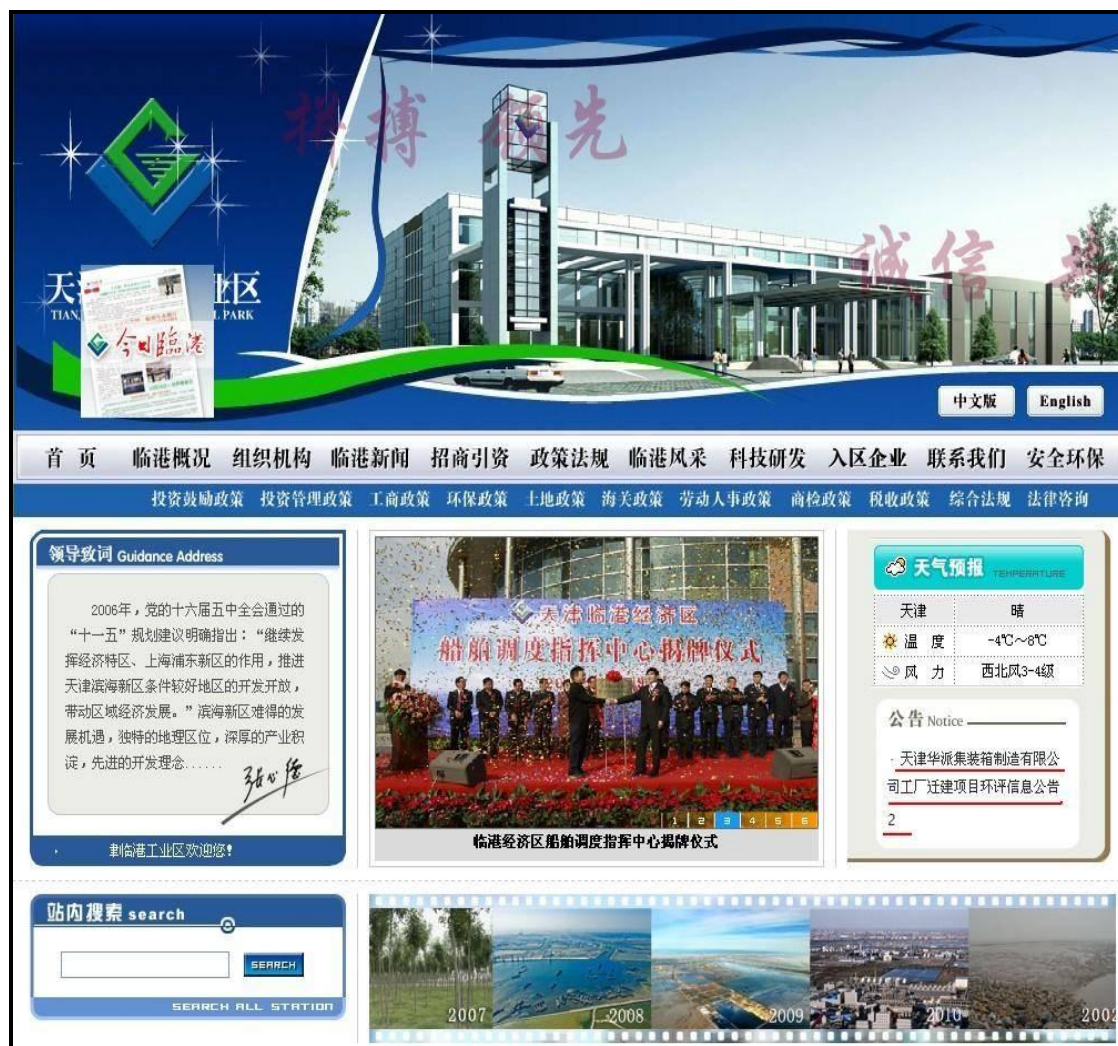 拼搏 领先
诚信
天 业区
TIAN L PARK
今日临港
中文版 English
首 页 临港概况 组织机构 临港新闻 招商引资 政策法规 临港风采 科技研发 入区企业 联系我们 安全环保
投资鼓励政策 投资管理政策 工商政策 环保政策 土地政策 海关政策 劳动人事政策 商检政策 税收政策 综合法规 法律咨询
领导致词 Guidance Address
2006年，党的十六届五中全会通过的
“十一五”规划建议明确指出：“继续发
挥经济特区、上海浦东新区的作用，推进
天津滨海新区条件较好地区的开发开放，
带动区域经济发展。”滨海新区难得的发
展机遇，独特的地理区位，深厚的产业积
淀，先进的开发理念......
津临港工业区欢迎您！
天津临港经济区
船舶调度指挥中心揭牌仪式
1 2 3 4 5 6
临港经济区船舶调度指挥中心揭牌仪式
天气预报 TEMPERATURE
天津 晴
温 度 -4℃～8℃
风 力 西北风3-4级
公告 Notice
· 天津华派集装箱制造有限公
司工厂迁建项目环评信息公告
2
站内搜索 search
SEARCH
SEARCH ALL STATION
2007 2008 2009 2010 2002